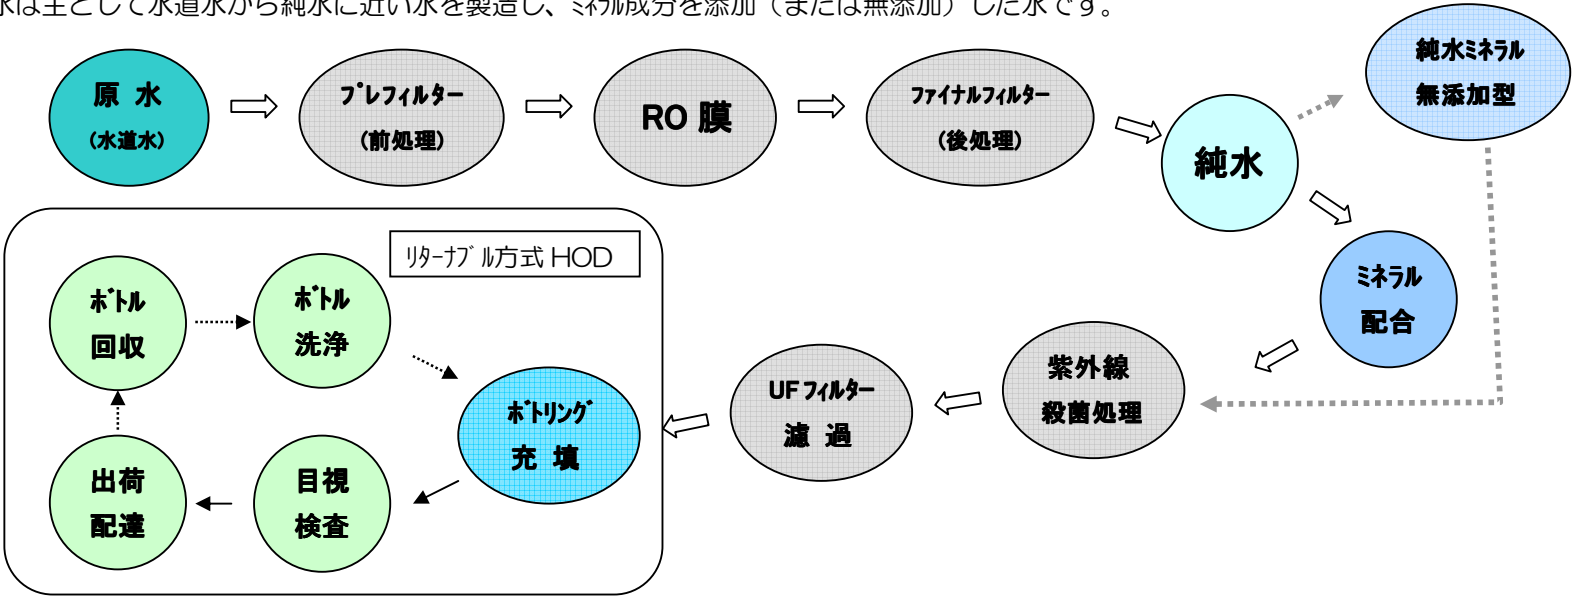 水は主として水道水から純水に近い水を製造し、ﾐﾈﾗﾙ成分を添加（または無添加）した水です。
原 水
(水道水)
ﾌﾟﾚﾌｨﾙﾀｰ
(前処理)
RO 膜
ﾌｧｲﾅﾙﾌｨﾙﾀｰ
(後処理)
純水
純水ﾐﾈﾗﾙ
無添加型
ﾐﾈﾗﾙ
配合
紫外線
殺菌処理
UF ﾌｨﾙﾀｰ
濾 過
ﾘﾀｰﾅﾌﾞﾙ方式 HOD
ﾎﾞﾄﾘﾝｸﾞ
充 填
目視
検査
出荷
配達
ﾎﾞﾄﾙ
回収
ﾎﾞﾄﾙ
洗浄